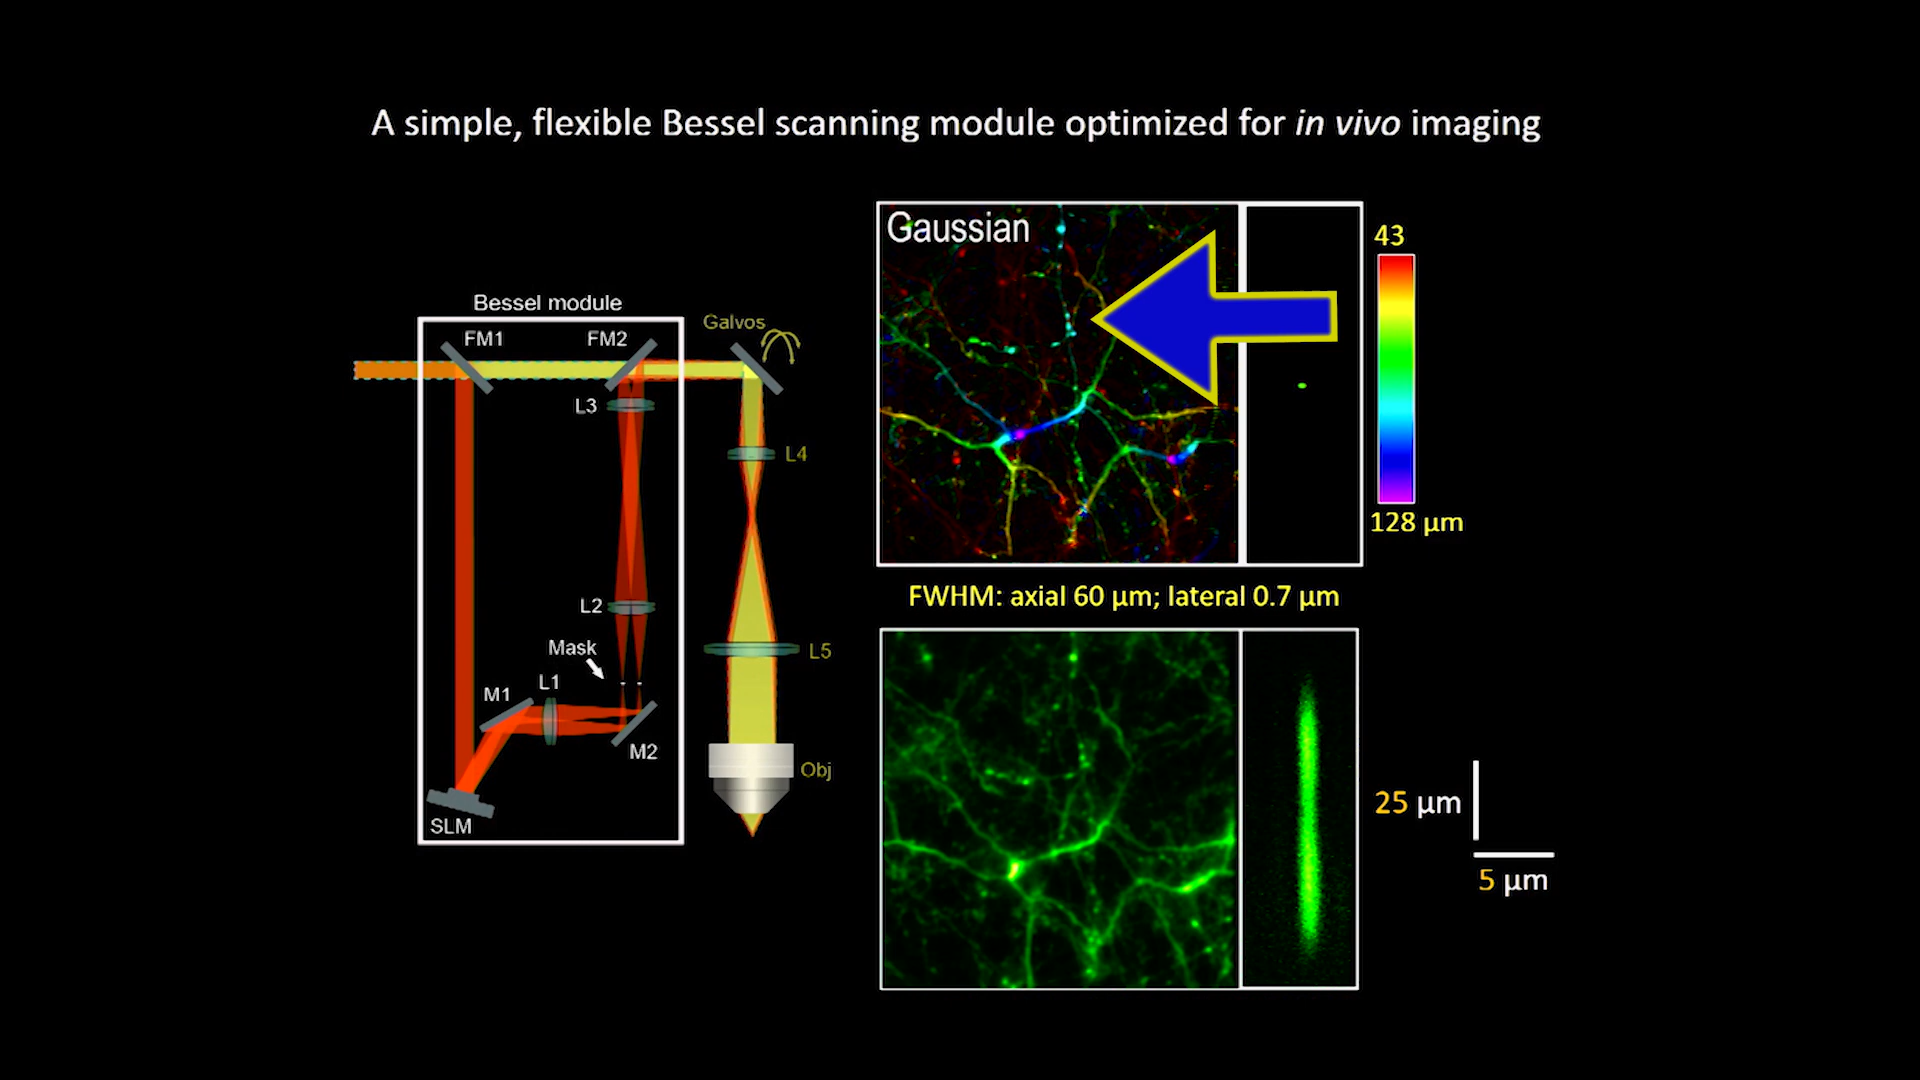 A simple, flexible Bessel scanning module optimized for in vivo imaging
Bessel module
FM1
FM2
Galvos
L3
L4
L2
Mask
L1
M1
M2
SLM
L5
Obj
Gaussian
43
128 µm
FWHM: axial 60 µm; lateral 0.7 µm
25 µm
5 µm